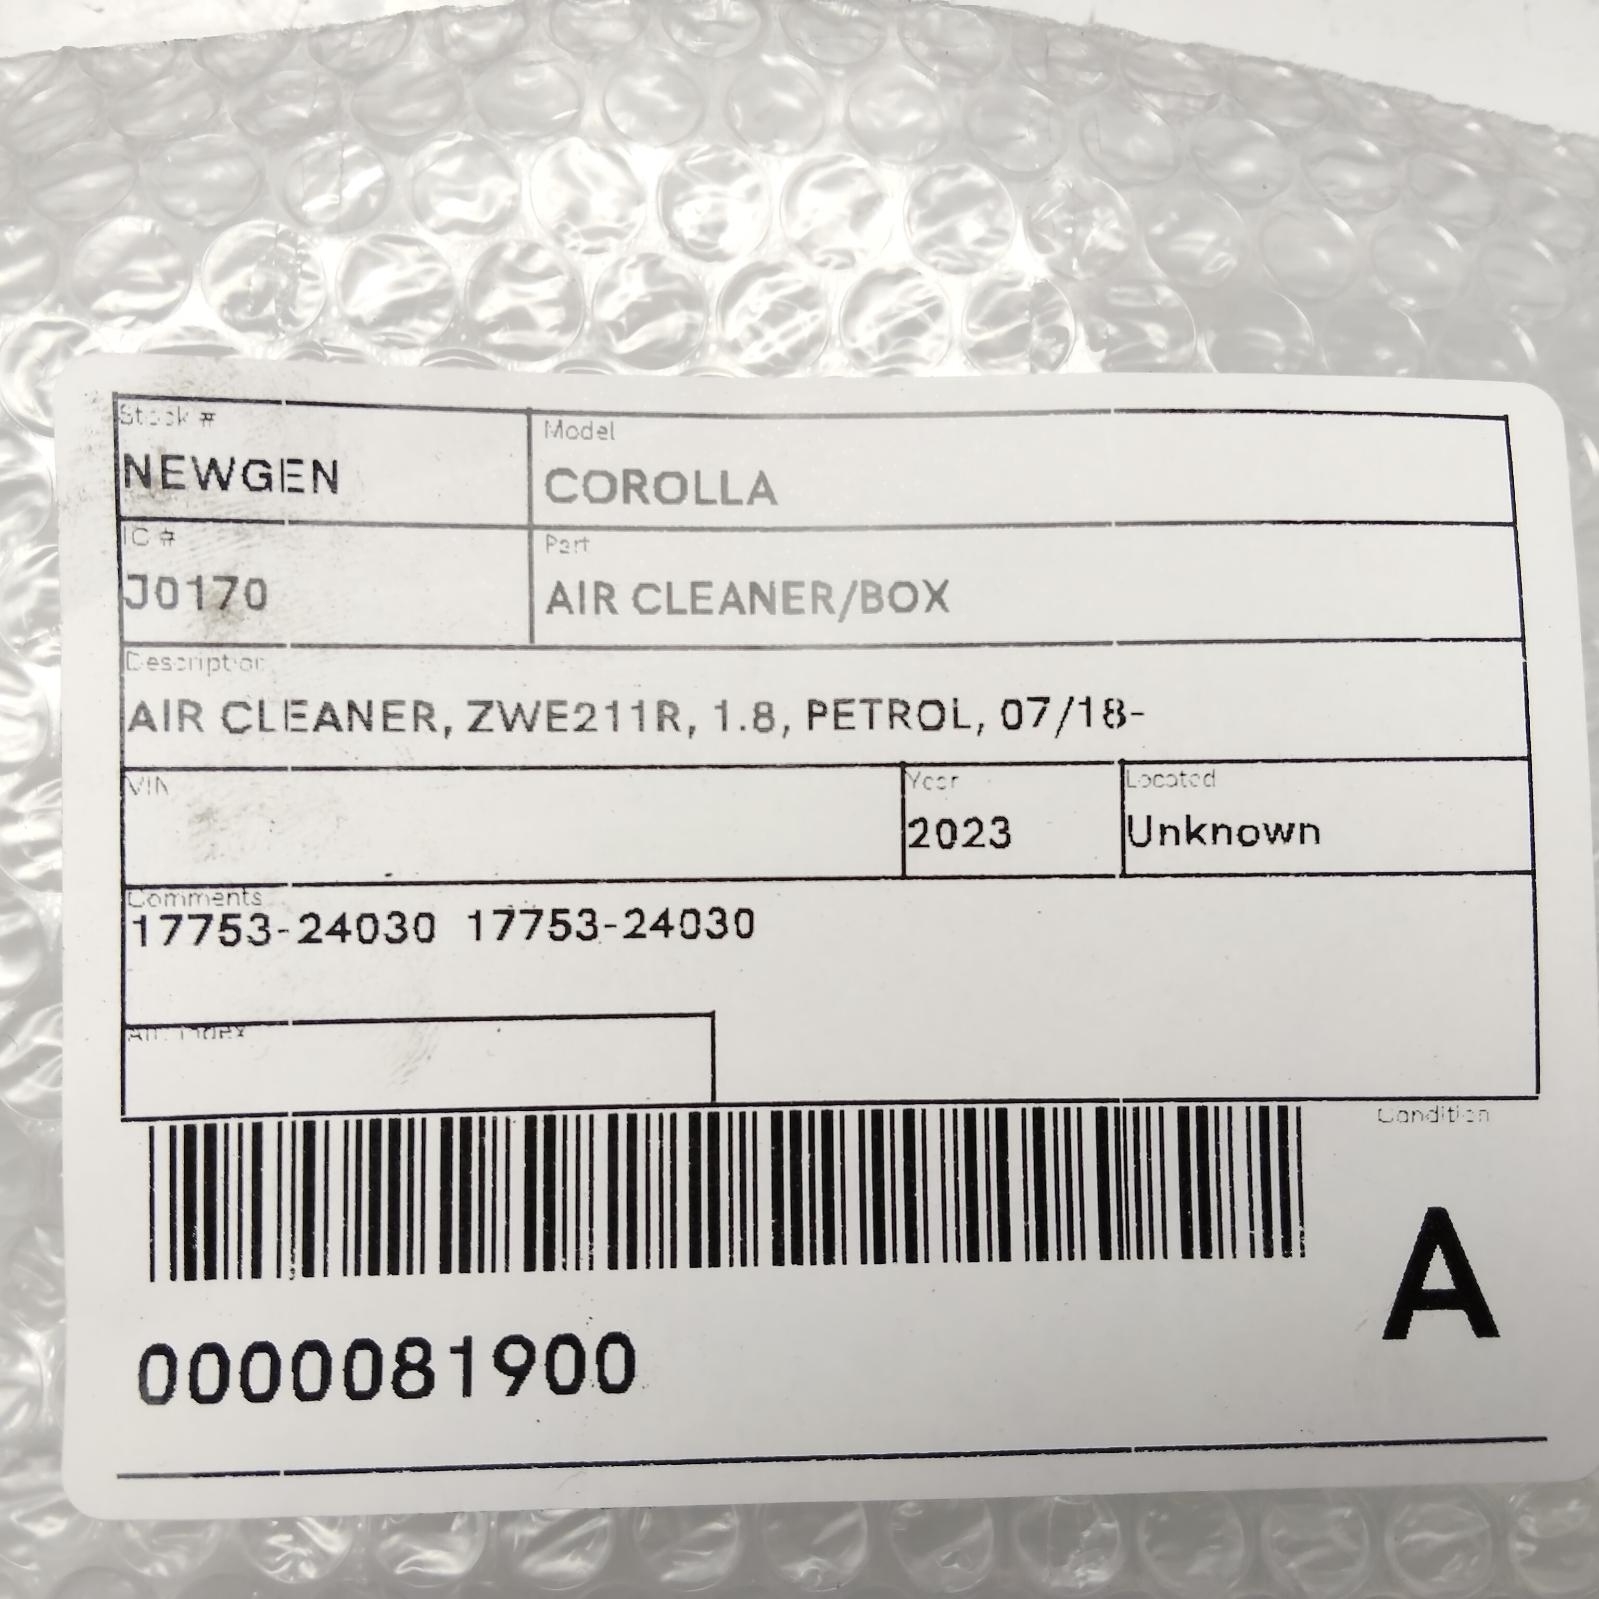 Stock #
NEWGEN
Model
COROLLA
IC #
J0170
Part
AIR CLEANER/BOX
Description
AIR CLEANER, ZWE211R, 1.8, PETROL, 07/18-
VIN
Year
2023
Located
Unknown
Comments
17753-24030 17753-24030
Index
Condition
A
0000081900